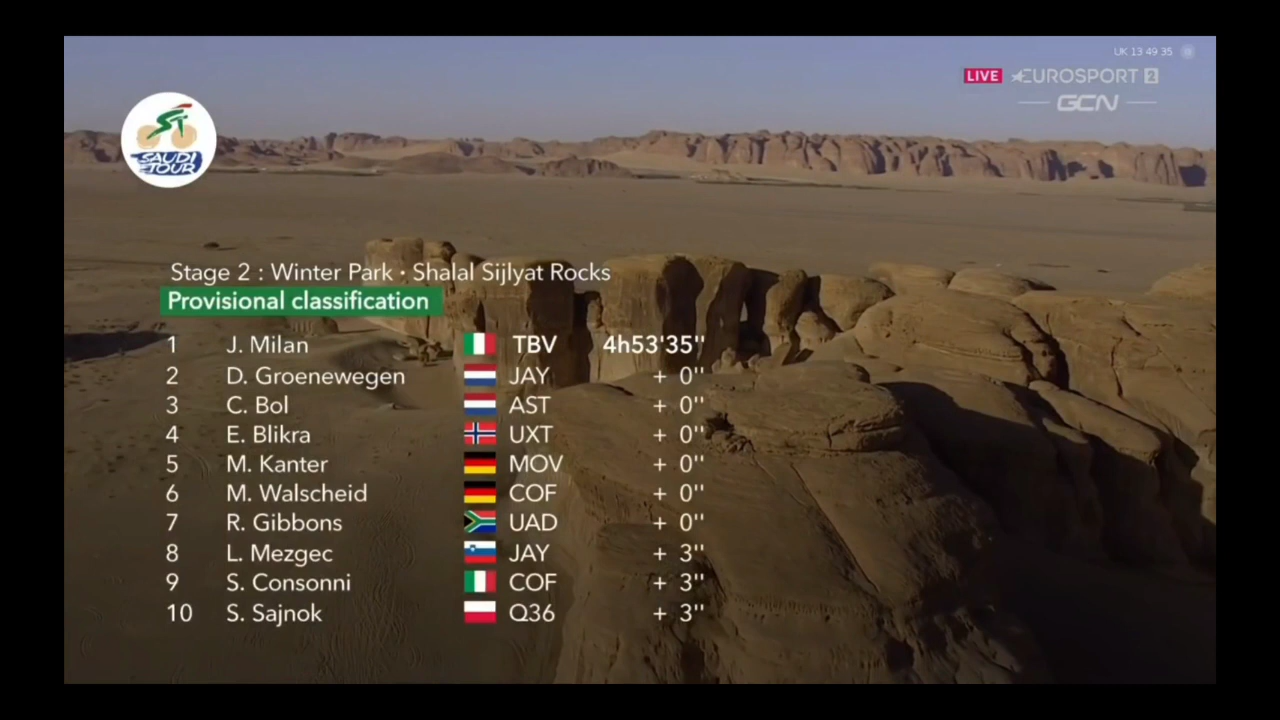 UK 13 49 35
LIVE EUROSPORT 2
GCN
SAUDI
TOUR
Stage 2 : Winter Park · Shalal Sijlyat Rocks
Provisional classification
1 J. Milan TBV 4h53'35''
2 D. Groenewegen JAY + 0''
3 C. Bol AST + 0''
4 E. Blikra UXT + 0''
5 M. Kanter MOV + 0''
6 M. Walscheid COF + 0''
7 R. Gibbons UAD + 0''
8 L. Mezgec JAY + 3''
9 S. Consonni COF + 3''
10 S. Sajnok Q36 + 3''